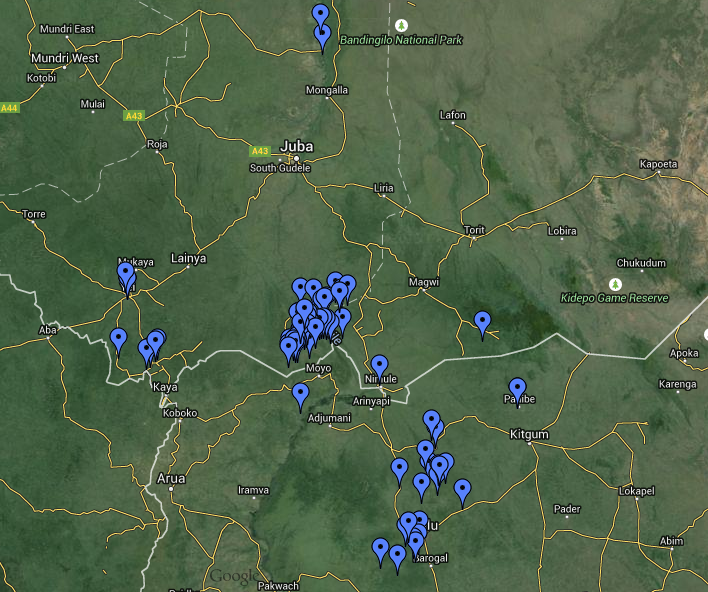 Mundri East
Bandingilo National Park
Mundri West
Kotobi
Mongalla
A44
Mulai
A43
Lafon
Roja
Juba
A43
South Gudele
Kapoeta
Liria
Torre
Torit
Lobira
Lainya
Mukaya
Chukudum
Magwi
Kidepo Game Reserve
Aba
Apoka
Moyo
Nimule
Kaya
Karenga
Koboko
Arinyapi
Adjumani
Kitgum
Arua
Iramva
Lokapel
Pader
lu
Abim
Barogal
Google
Pakwach